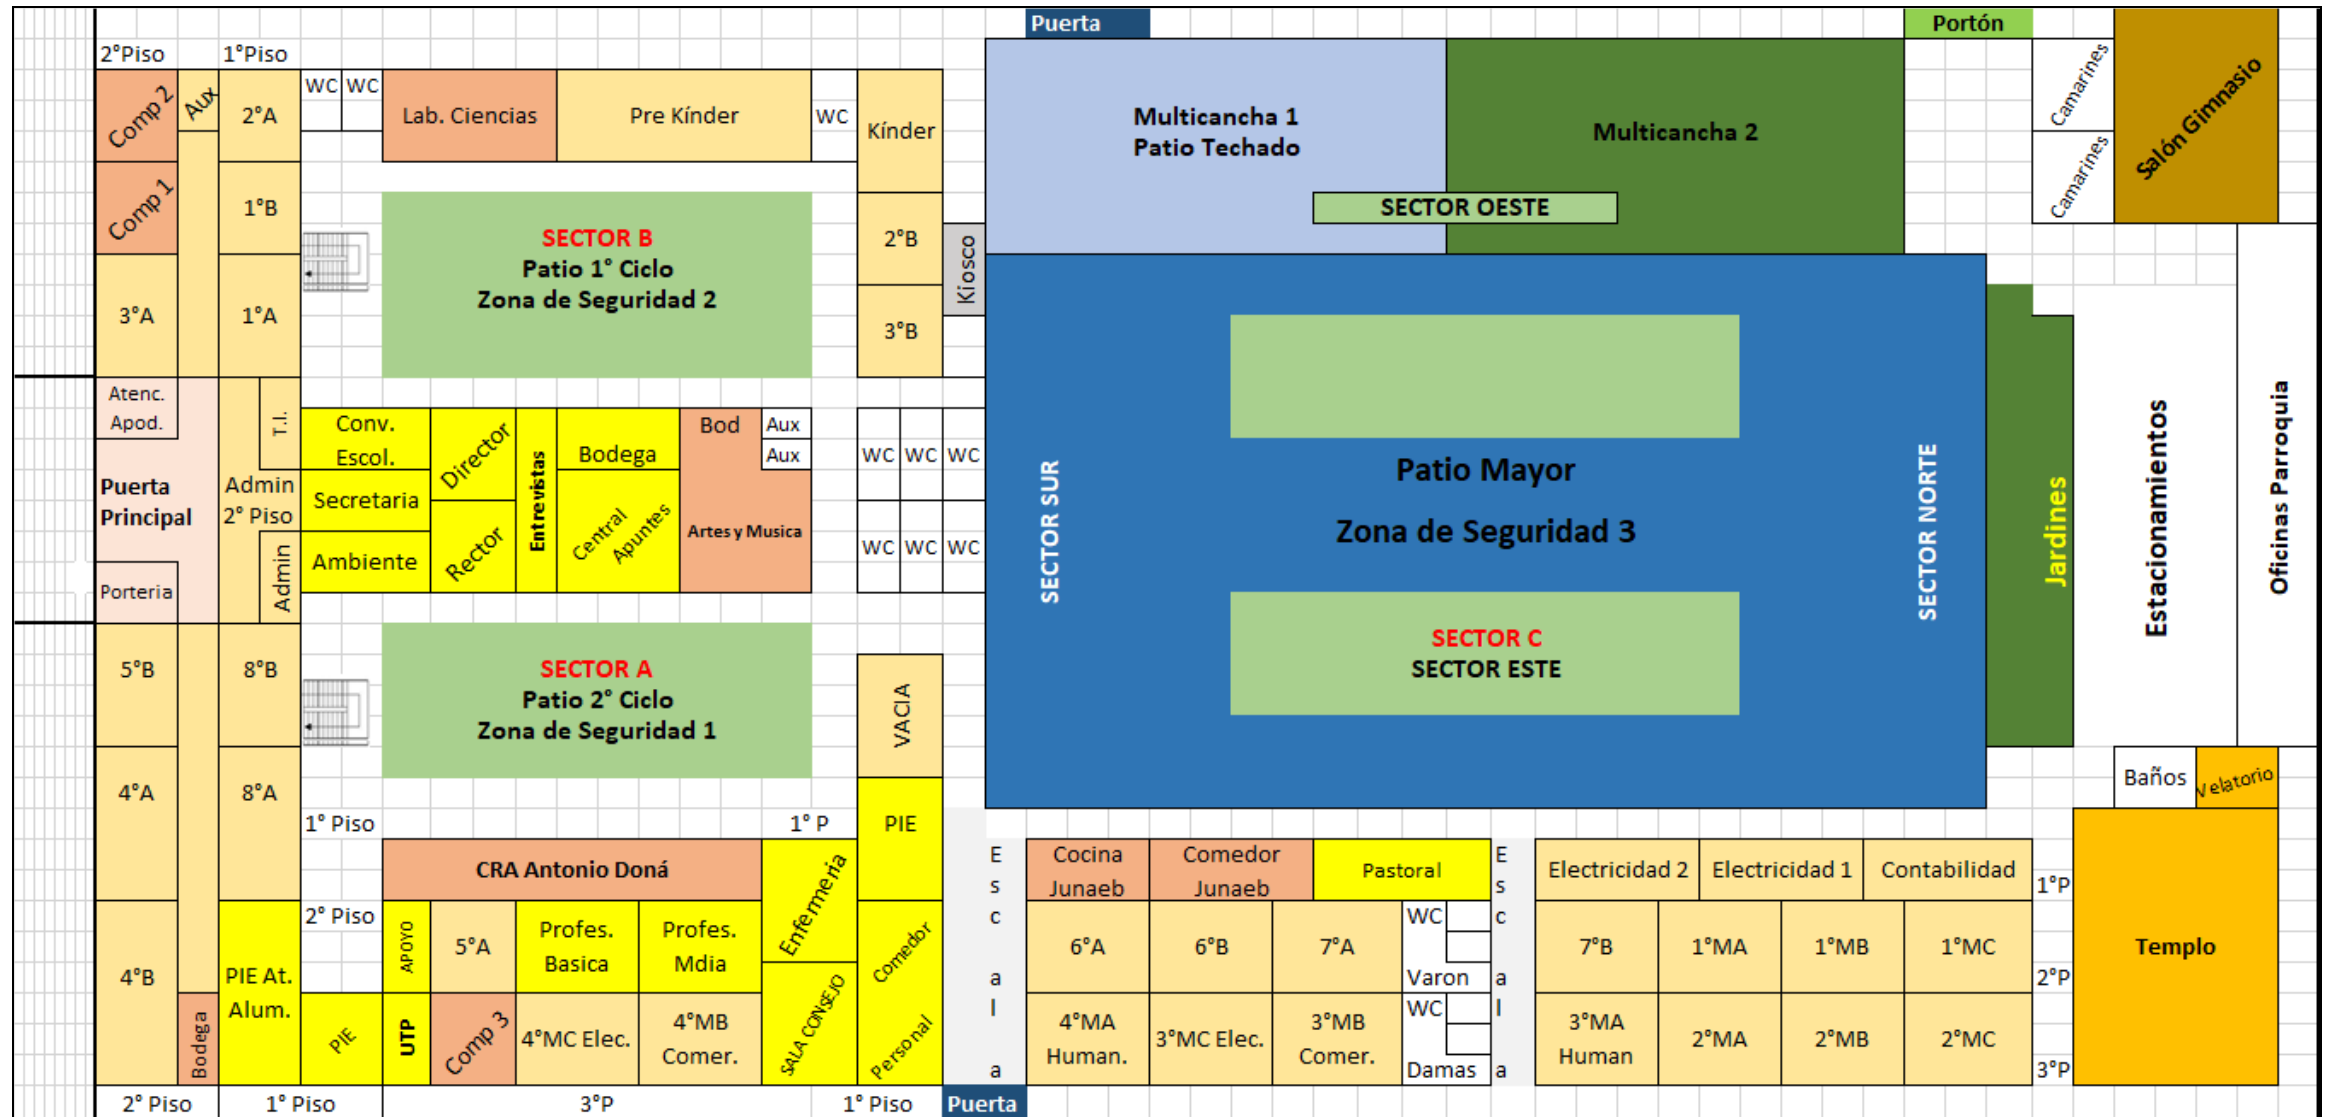 Puerta
Portón
2°Piso
1°Piso
Comp 2
Aux
2°A
WC WC
Lab. Ciencias
Pre Kínder
WC
Kínder
Multicancha 1
Patio Techado
Multicancha 2
Camarines
Camarines
Salón Gimnasio
Comp 1
1°B
SECTOR B
Patio 1° Ciclo
Zona de Seguridad 2
2°B
Kiosco
SECTOR OESTE
3°A
1°A
3°B
Atenc.
Apod.
T.I.
Conv.
Escol.
Director
Entrevistas
Bodega
Bod
Aux
Aux
WC WC WC
Puerta
Principal
Admin
2° Piso
Secretaria
Central
Apuntes
Artes y Musica
Ambiente
Rector
WC WC WC
Porteria
Admin
SECTOR SUR
Patio Mayor
Zona de Seguridad 3
SECTOR NORTE
Jardines
Estacionamientos
Oficinas Parroquia
5°B
8°B
SECTOR A
Patio 2° Ciclo
Zona de Seguridad 1
VACIA
SECTOR C
SECTOR ESTE
4°A
8°A
1° Piso
1° P
PIE
Baños
Velatorio
CRA Antonio Doná
Enfermeria
Escala
Cocina
Junaeb
Comedor
Junaeb
Pastoral
Escala
Electricidad 2
Electricidad 1
Contabilidad
1°P
4°B
PIE At.
Alum.
2° Piso
APOYO
5°A
Profes.
Basica
Profes.
Mdia
Comedor
Personal
6°A
6°B
7°A
WC
Varon
7°B
1°MA
1°MB
1°MC
2°P
Templo
Bodega
PIE
UTP
Comp 3
4°MC Elec.
4°MB
Comer.
SALA CONSEJO
4°MA
Human.
3°MC Elec.
3°MB
Comer.
WC
Damas
3°MA
Human
2°MA
2°MB
2°MC
3°P
2° Piso
1° Piso
3°P
1° Piso
Puerta